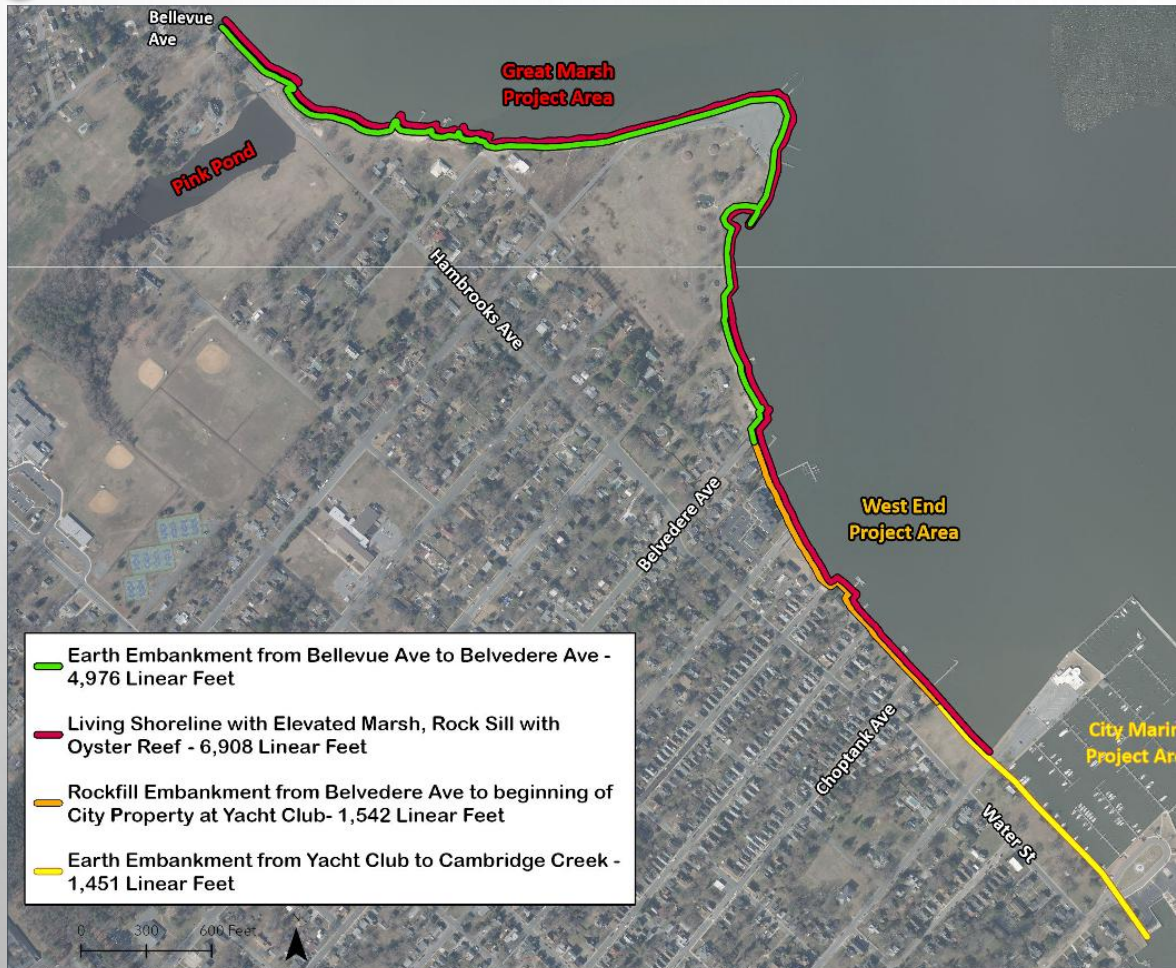 Bellevue
Ave
Great Marsh
Project Area
Pink Pond
Hambrooks Ave
Belvedere Ave
West End
Project Area
Choptank Ave
City Marin
Project Ar
Water St
Earth Embankment from Bellevue Ave to Belvedere Ave -
4,976 Linear Feet
Living Shoreline with Elevated Marsh, Rock Sill with
Oyster Reef - 6,908 Linear Feet
Rockfill Embankment from Belvedere Ave to beginning of
City Property at Yacht Club- 1,542 Linear Feet
Earth Embankment from Yacht Club to Cambridge Creek -
1,451 Linear Feet
0 300 600 Feet
N